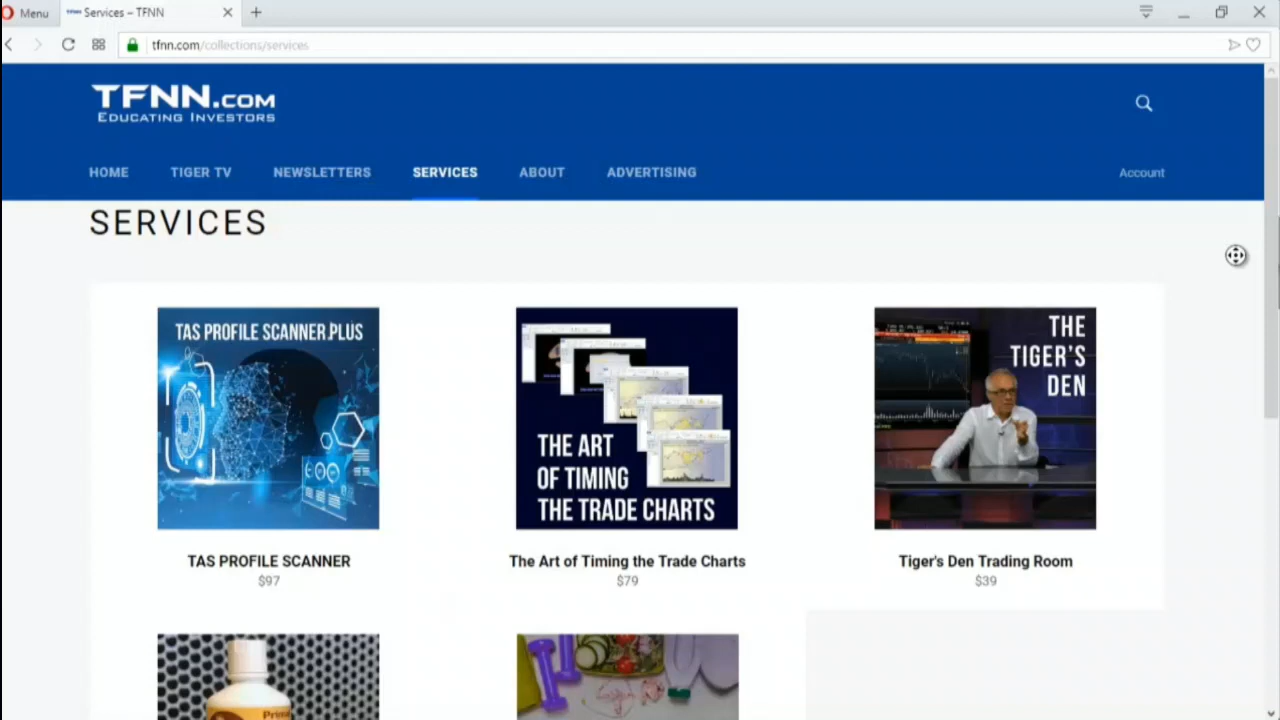 Menu
Services – TFNN
tfnn.com/collections/services
TFNN.COM
EDUCATING INVESTORS
HOME
TIGER TV
NEWSLETTERS
SERVICES
ABOUT
ADVERTISING
Account
SERVICES
TAS PROFILE SCANNER PLUS
THE ART
OF TIMING
THE TRADE CHARTS
THE
TIGER'S
DEN
TAS PROFILE SCANNER
$97
The Art of Timing the Trade Charts
$79
Tiger's Den Trading Room
$39